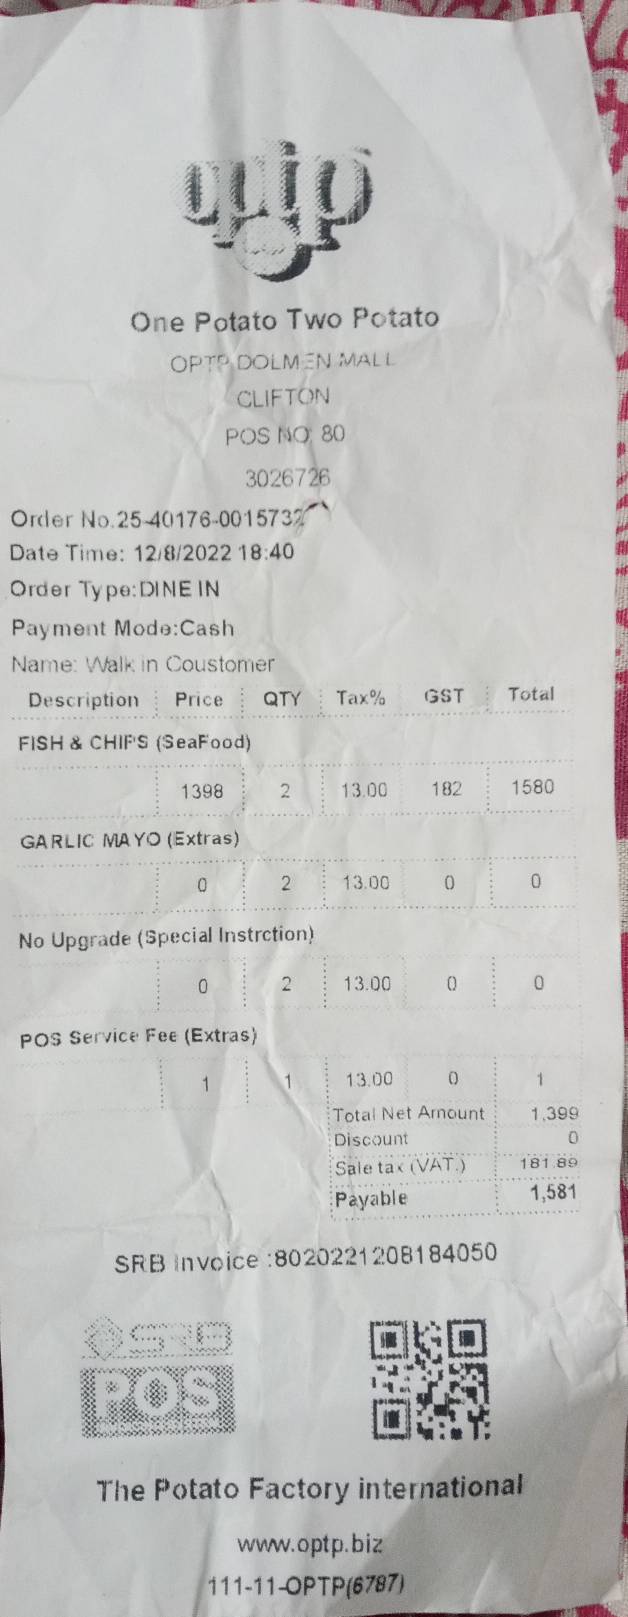 optp
One Potato Two Potato
OPTP DOLMEN MALL
CLIFTON
POS NO: 80
3026726
Order No.25-40176-0015732
Date Time: 12/8/2022 18:40
Order Type:DINE IN
Payment Mode:Cash
Name: Walk in Coustomer
Description Price QTY Tax% GST Total
FISH & CHIPS (SeaFood)
1398 2 13.00 182 1580
GARLIC MAYO (Extras)
0 2 13.00 0 0
No Upgrade (Special Instrction)
0 2 13.00 0 0
POS Service Fee (Extras)
1 1 13.00 0 1
Total Net Amount 1,399
Discount 0
Sale tax (VAT.) 181.89
Payable 1,581
SRB Invoice :8020221208184050
SRB
POS
The Potato Factory international
www.optp.biz
111-11-OPTP(6787)